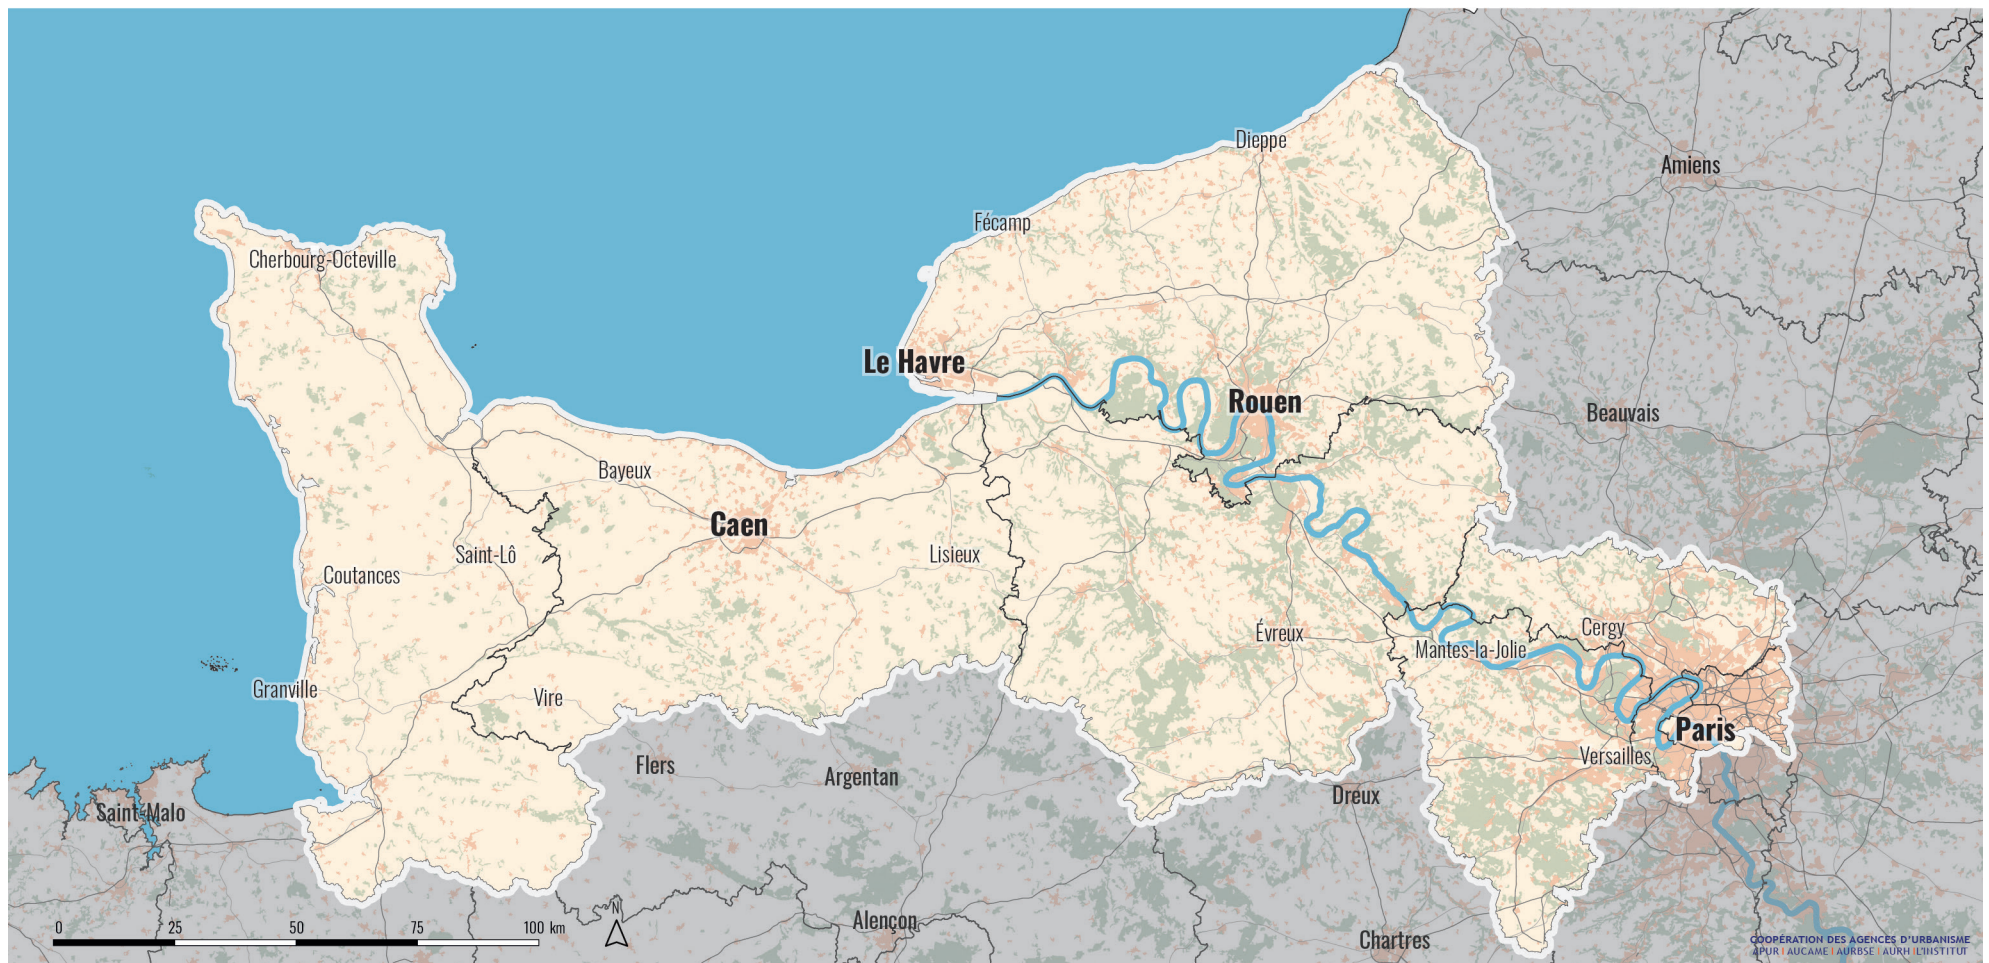 Dieppe
Amiens
Fécamp
Cherbourg-Octeville
Le Havre
Rouen
Beauvais
Bayeux
Caen
Saint-Lô
Lisieux
Coutances
Évreux
Cergy
Mantes-la-Jolie
Granville
Vire
Paris
Versailles
Flers
Argentan
Dreux
Saint-Malo
Alençon
Chartres
N
0 25 50 75 100 km
COOPÉRATION DES AGENCES D'URBANISME
APUR | AUCAME | AURBSE | AURH | L'INSTITUT